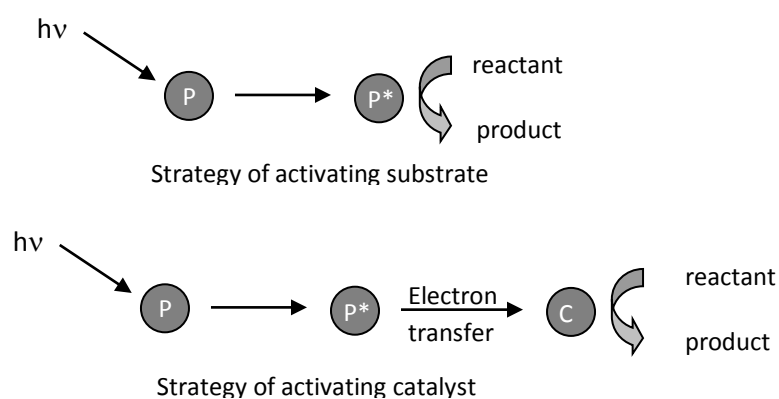 hν
P
P*
reactant
product
Strategy of activating substrate
hν
P
P*
Electron
transfer
C
reactant
product
Strategy of activating catalyst